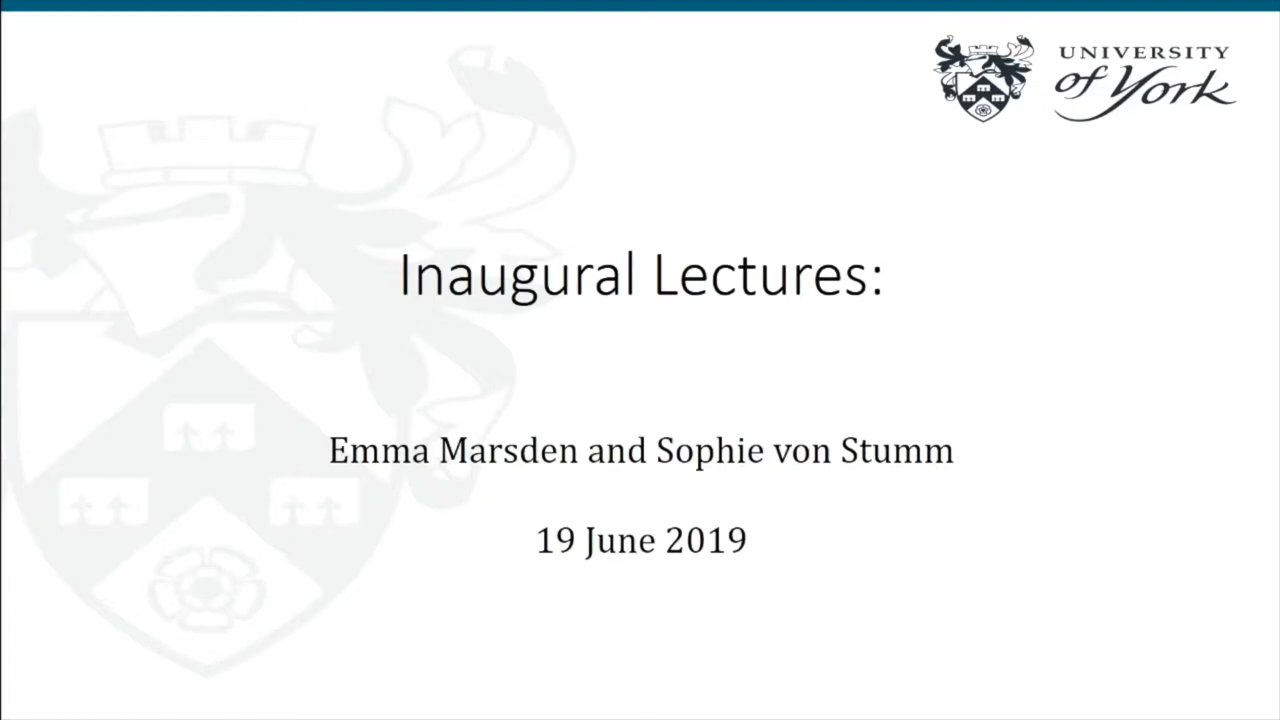 UNIVERSITY
of York
Inaugural Lectures:
Emma Marsden and Sophie von Stumm
19 June 2019